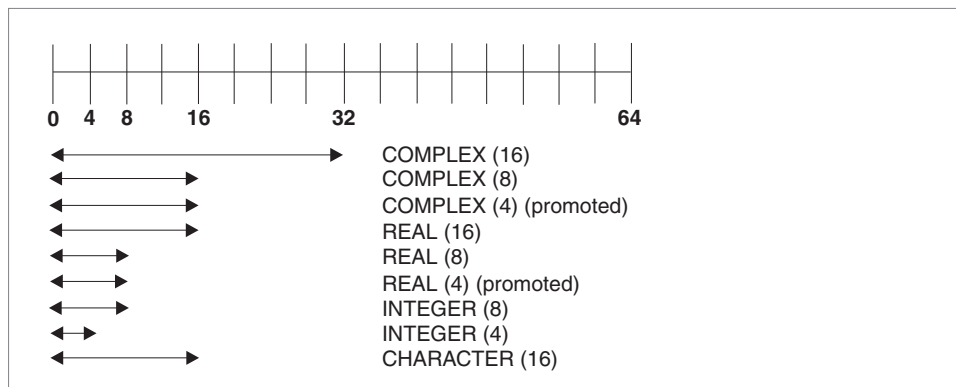 0 4 8 16 32 64
COMPLEX (16)
COMPLEX (8)
COMPLEX (4) (promoted)
REAL (16)
REAL (8)
REAL (4) (promoted)
INTEGER (8)
INTEGER (4)
CHARACTER (16)